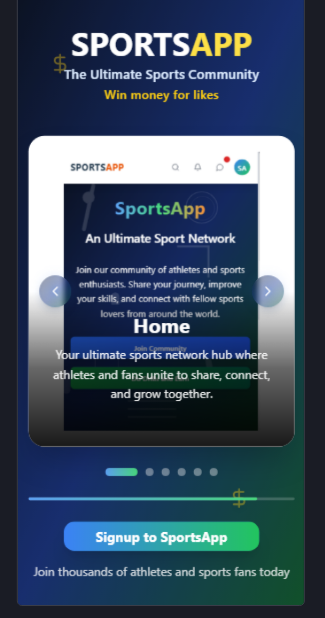 SPORTSAPP
$
The Ultimate Sports Community
Win money for likes
SPORTSAPP
SA
SportsApp
An Ultimate Sport Network
Join our community of athletes and sports
enthusiasts. Share your journey, improve
your skills, and connect with fellow sports
lovers from around the world.
Home
Join Community
Your ultimate sports network hub where
athletes and fans unite to share, connect,
and grow together.
$
Signup to SportsApp
Join thousands of athletes and sports fans today